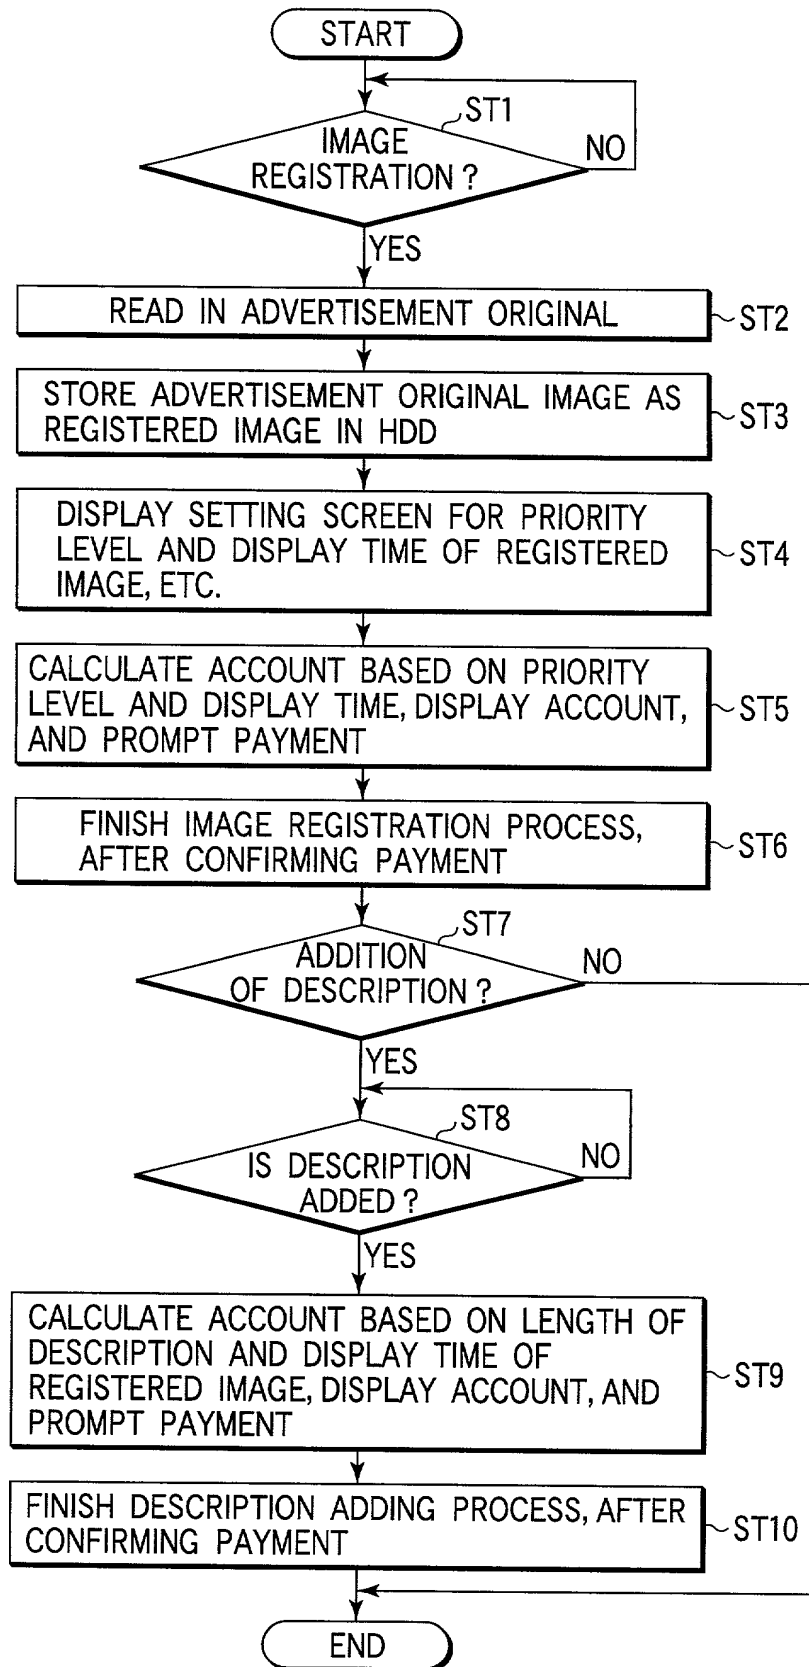 START
ST1
IMAGE
REGISTRATION ?
NO
YES
READ IN ADVERTISEMENT ORIGINAL
ST2
STORE ADVERTISEMENT ORIGINAL IMAGE AS
REGISTERED IMAGE IN HDD
ST3
DISPLAY SETTING SCREEN FOR PRIORITY
LEVEL AND DISPLAY TIME OF REGISTERED
IMAGE, ETC.
ST4
CALCULATE ACCOUNT BASED ON PRIORITY
LEVEL AND DISPLAY TIME, DISPLAY ACCOUNT,
AND PROMPT PAYMENT
ST5
FINISH IMAGE REGISTRATION PROCESS,
AFTER CONFIRMING PAYMENT
ST6
ST7
ADDITION
OF DESCRIPTION ?
NO
YES
ST8
IS DESCRIPTION
ADDED ?
NO
YES
CALCULATE ACCOUNT BASED ON LENGTH OF
DESCRIPTION AND DISPLAY TIME OF
REGISTERED IMAGE, DISPLAY ACCOUNT, AND
PROMPT PAYMENT
ST9
FINISH DESCRIPTION ADDING PROCESS, AFTER
CONFIRMING PAYMENT
ST10
END